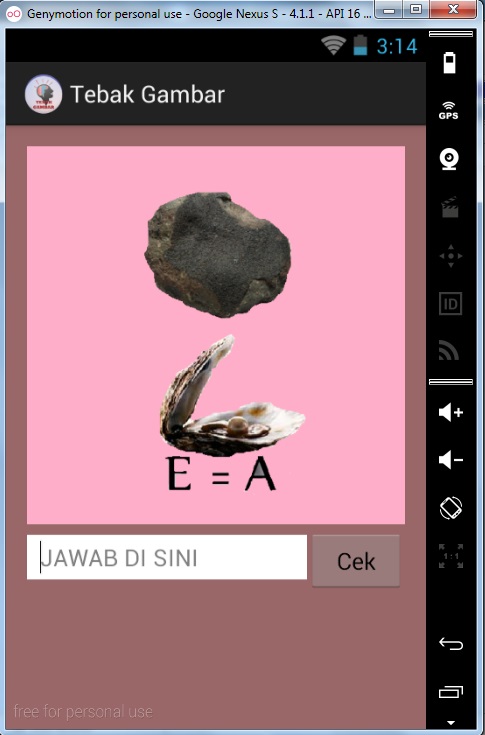 Genymotion for personal use - Google Nexus S - 4.1.1 - API 16 ...
3:14
Tebak Gambar
GPS
ID
E = A
JAWAB DI SINI
Cek
1:1
free for personal use